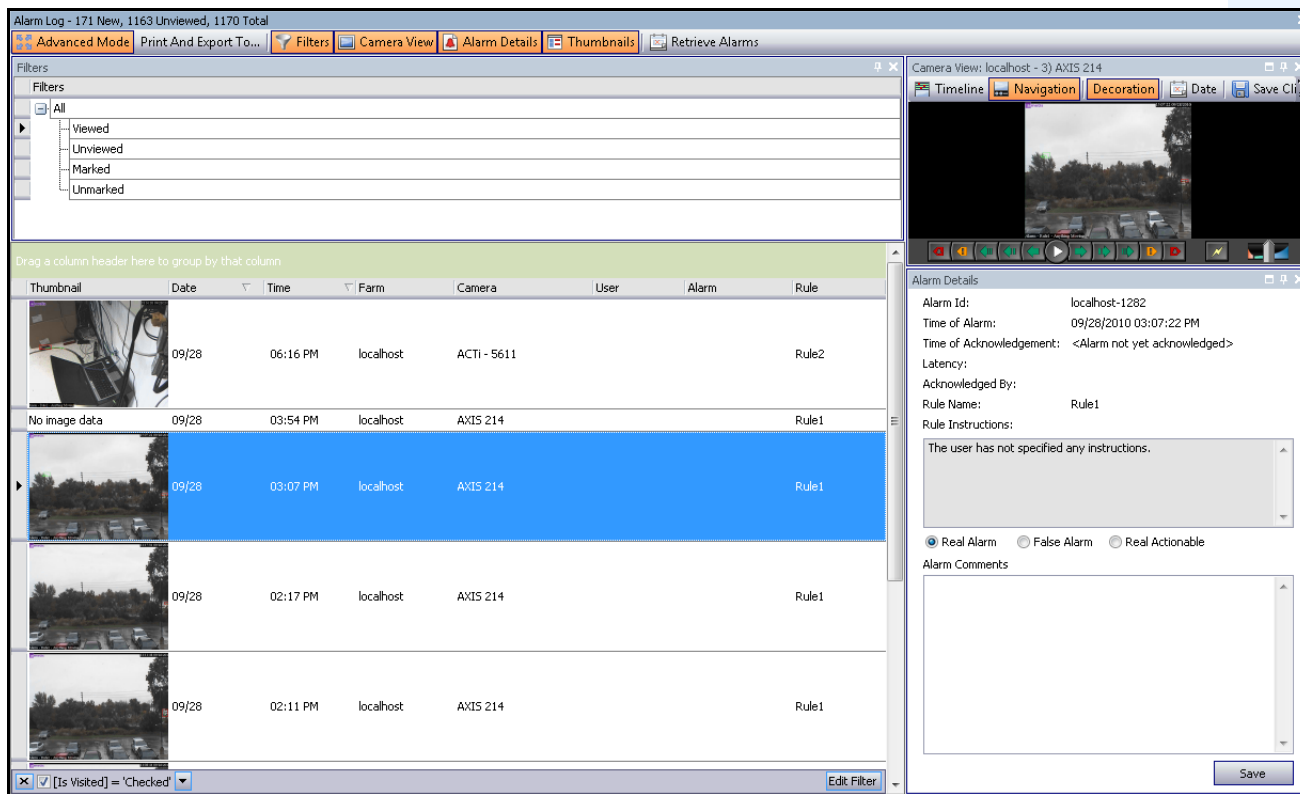 Alarm Log - 171 New, 1163 Unviewed, 1170 Total
Advanced Mode Print And Export To... Filters Camera View Alarm Details Thumbnails Retrieve Alarms
Filters
Filters
All
Viewed
Unviewed
Marked
Unmarked
Drag a column header here to group by that column
Thumbnail Date Time Farm Camera User Alarm Rule
09/28 06:16 PM localhost ACTi - 5611 Rule2
No image data 09/28 03:54 PM localhost AXIS 214 Rule1
09/28 03:07 PM localhost AXIS 214 Rule1
09/28 02:17 PM localhost AXIS 214 Rule1
09/28 02:11 PM localhost AXIS 214 Rule1
[Is Visited] = 'Checked' Edit Filter
Camera View: localhost - 3) AXIS 214
Timeline Navigation Decoration Date Save Cli
Alarm Details
Alarm Id: localhost-1282
Time of Alarm: 09/28/2010 03:07:22 PM
Time of Acknowledgement: <Alarm not yet acknowledged>
Latency:
Acknowledged By:
Rule Name: Rule1
Rule Instructions:
The user has not specified any instructions.
Real Alarm False Alarm Real Actionable
Alarm Comments
Save